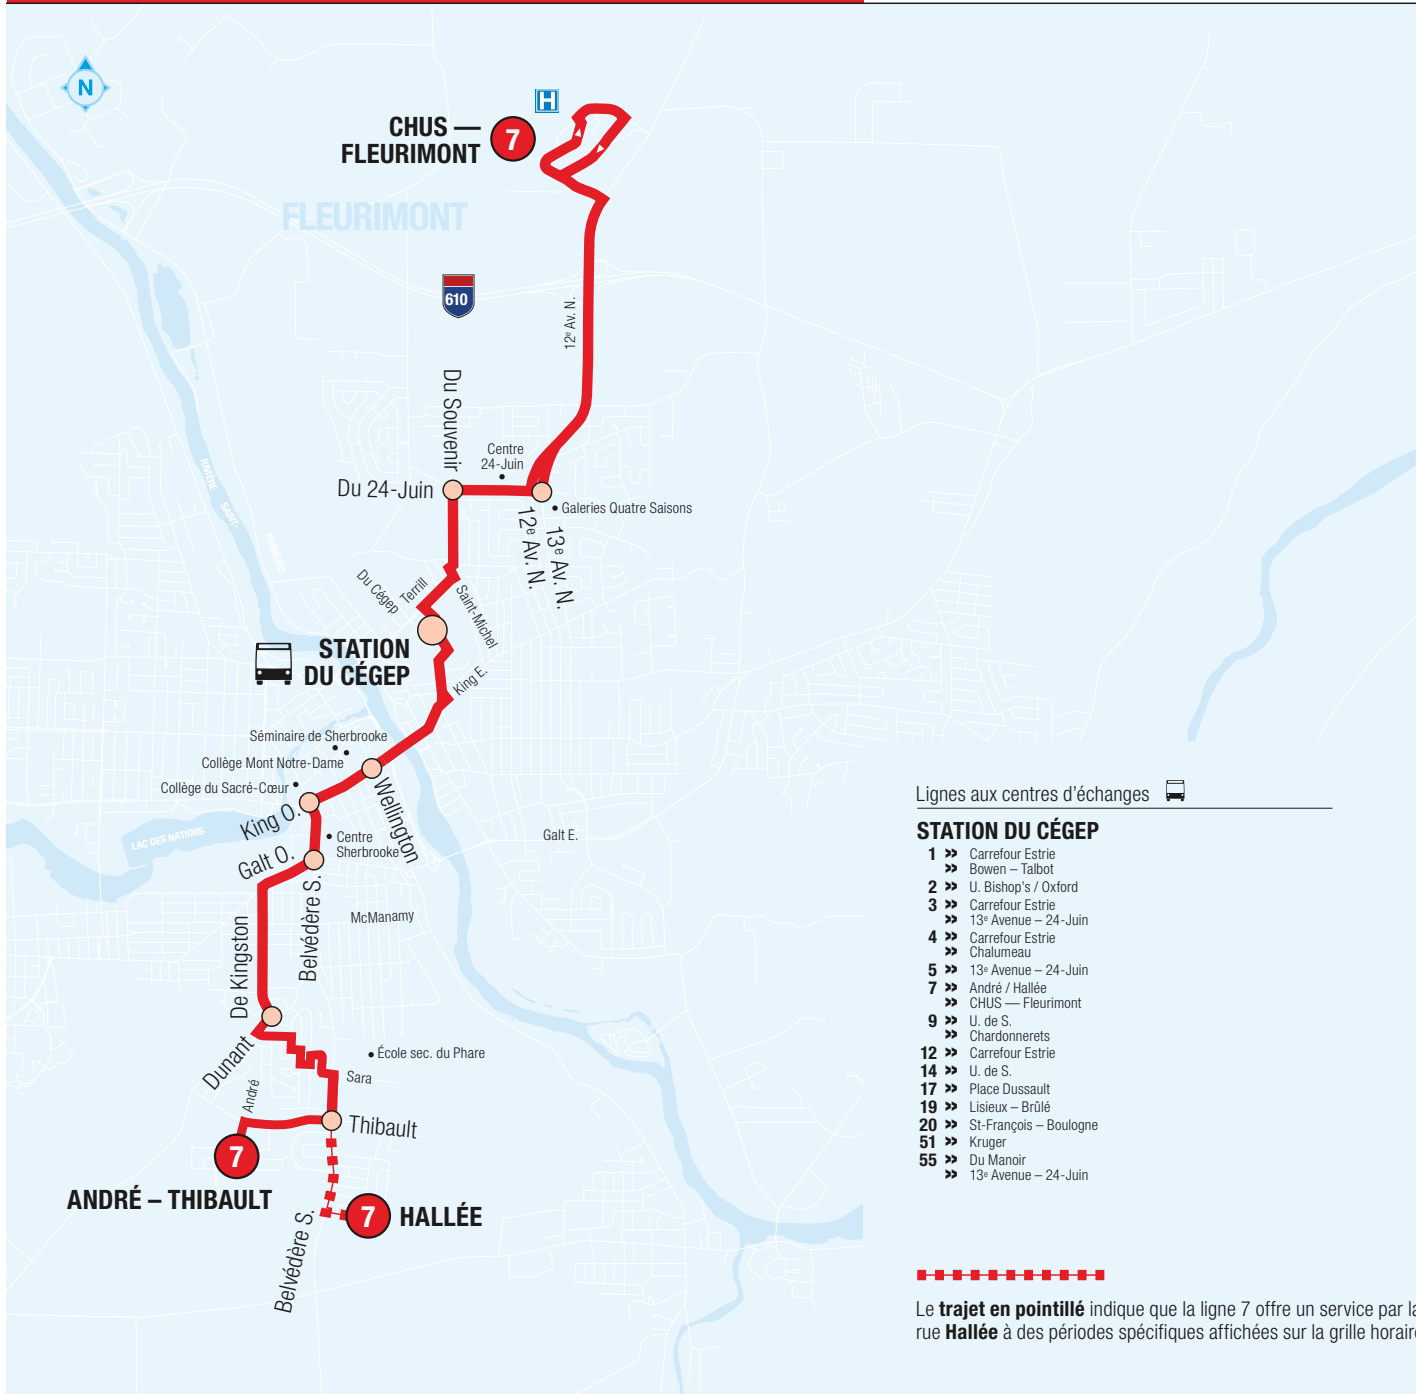 N
H
CHUS —
FLEURIMONT
7
FLEURIMONT
610
12e Av. N.
Du Souvenir
Centre
24-Juin
Du 24-Juin
Galeries Quatre Saisons
12e Av. N.
13e Av. N.
RIVIÈRE SAINT-FRANÇOIS
Du Cégep
Terrill
Saint-Michel
STATION
DU CÉGEP
King E.
Séminaire de Sherbrooke
Collège Mont Notre-Dame
Collège du Sacré-Cœur
Wellington
King O.
LAC DES NATIONS
Centre
Sherbrooke
Galt E.
Galt O.
Belvédère S.
McManamy
De Kingston
Dunant
École sec. du Phare
Sara
André
Thibault
7
ANDRÉ – THIBAULT
7
HALLÉE
Belvédère S.
Lignes aux centres d’échanges
STATION DU CÉGEP
1 » Carrefour Estrie
» Bowen – Talbot
2 » U. Bishop’s / Oxford
3 » Carrefour Estrie
» 13e Avenue – 24-Juin
4 » Carrefour Estrie
» Chalumeau
5 » 13e Avenue – 24-Juin
7 » André / Hallée
» CHUS — Fleurimont
9 » U. de S.
» Chardonnerets
12 » Carrefour Estrie
14 » U. de S.
17 » Place Dussault
19 » Lisieux – Brûlé
20 » St-François – Boulogne
51 » Kruger
55 » Du Manoir
» 13e Avenue – 24-Juin
Le trajet en pointillé indique que la ligne 7 offre un service par la
rue Hallée à des périodes spécifiques affichées sur la grille horaire